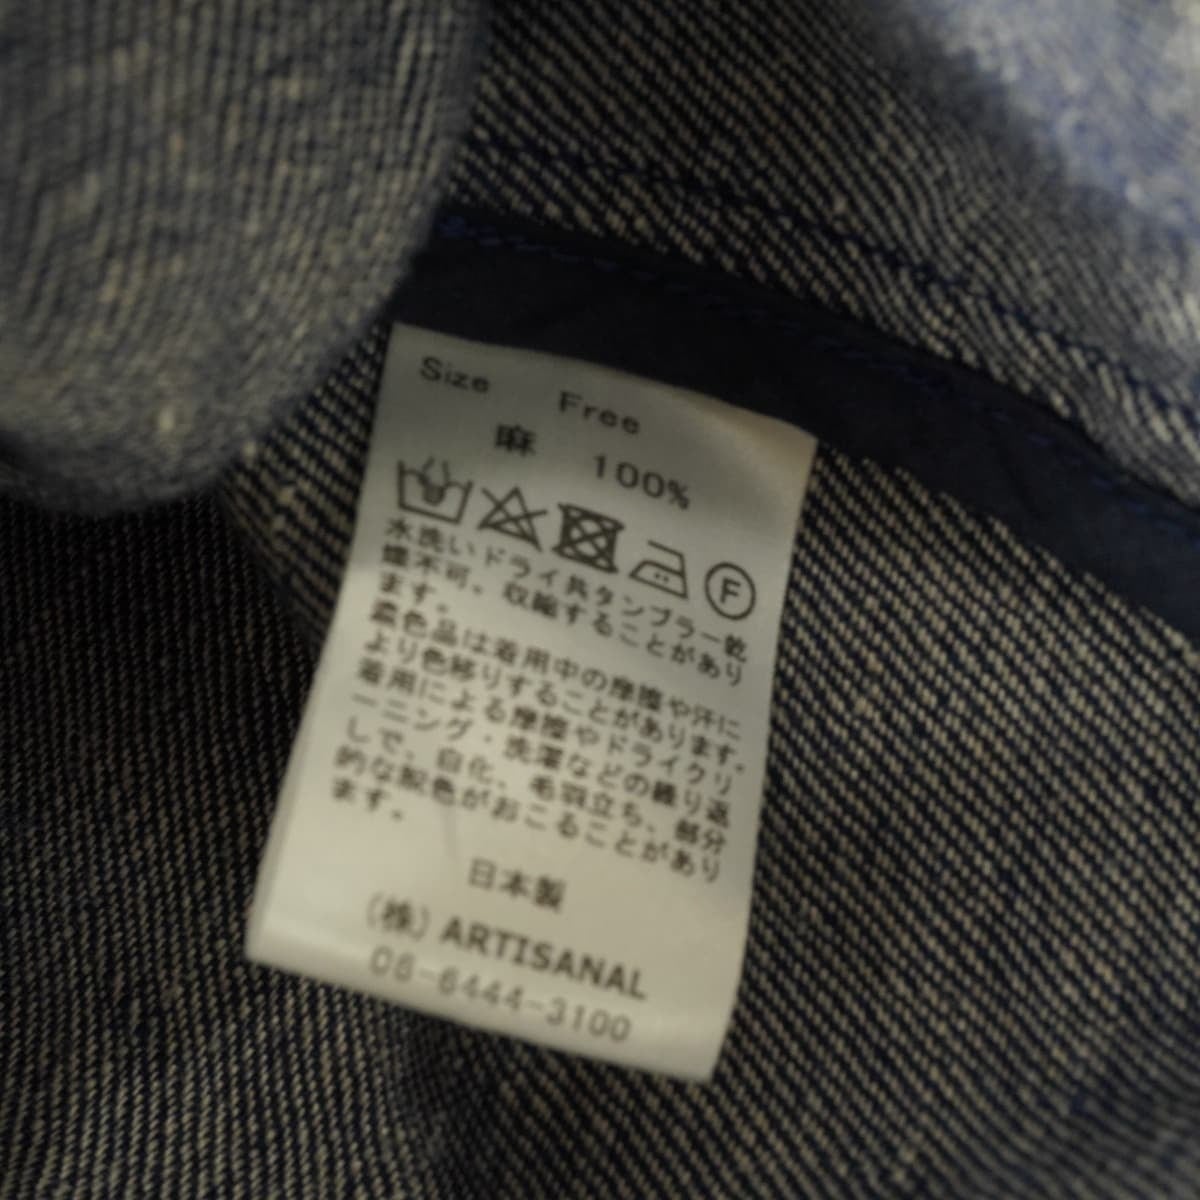 Size Free
麻 100%
F
水洗いドライ共タンブラー乾
燥不可。収縮することがあり
ます。
濃色品は着用中の摩擦や汗に
より色移りすることがあります。
着用による摩擦やドライクリ
ーニング・洗濯などの繰り返
しで、白化、毛羽立ち、部分
的な脱色がおこることがあり
ます。
日本製
(株) ARTISANAL
06-6444-3100